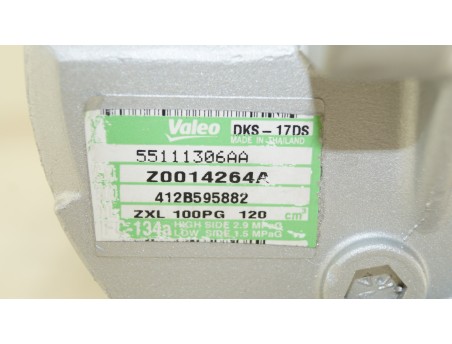 Valeo DKS-17DS
MADE IN THAILAND
55111306AA
Z0014264A
412B595882
ZXL 100PG 120 cm³
-134a HIGH SIDE 2.9 MPaG
LOW SIDE 1.5 MPaG